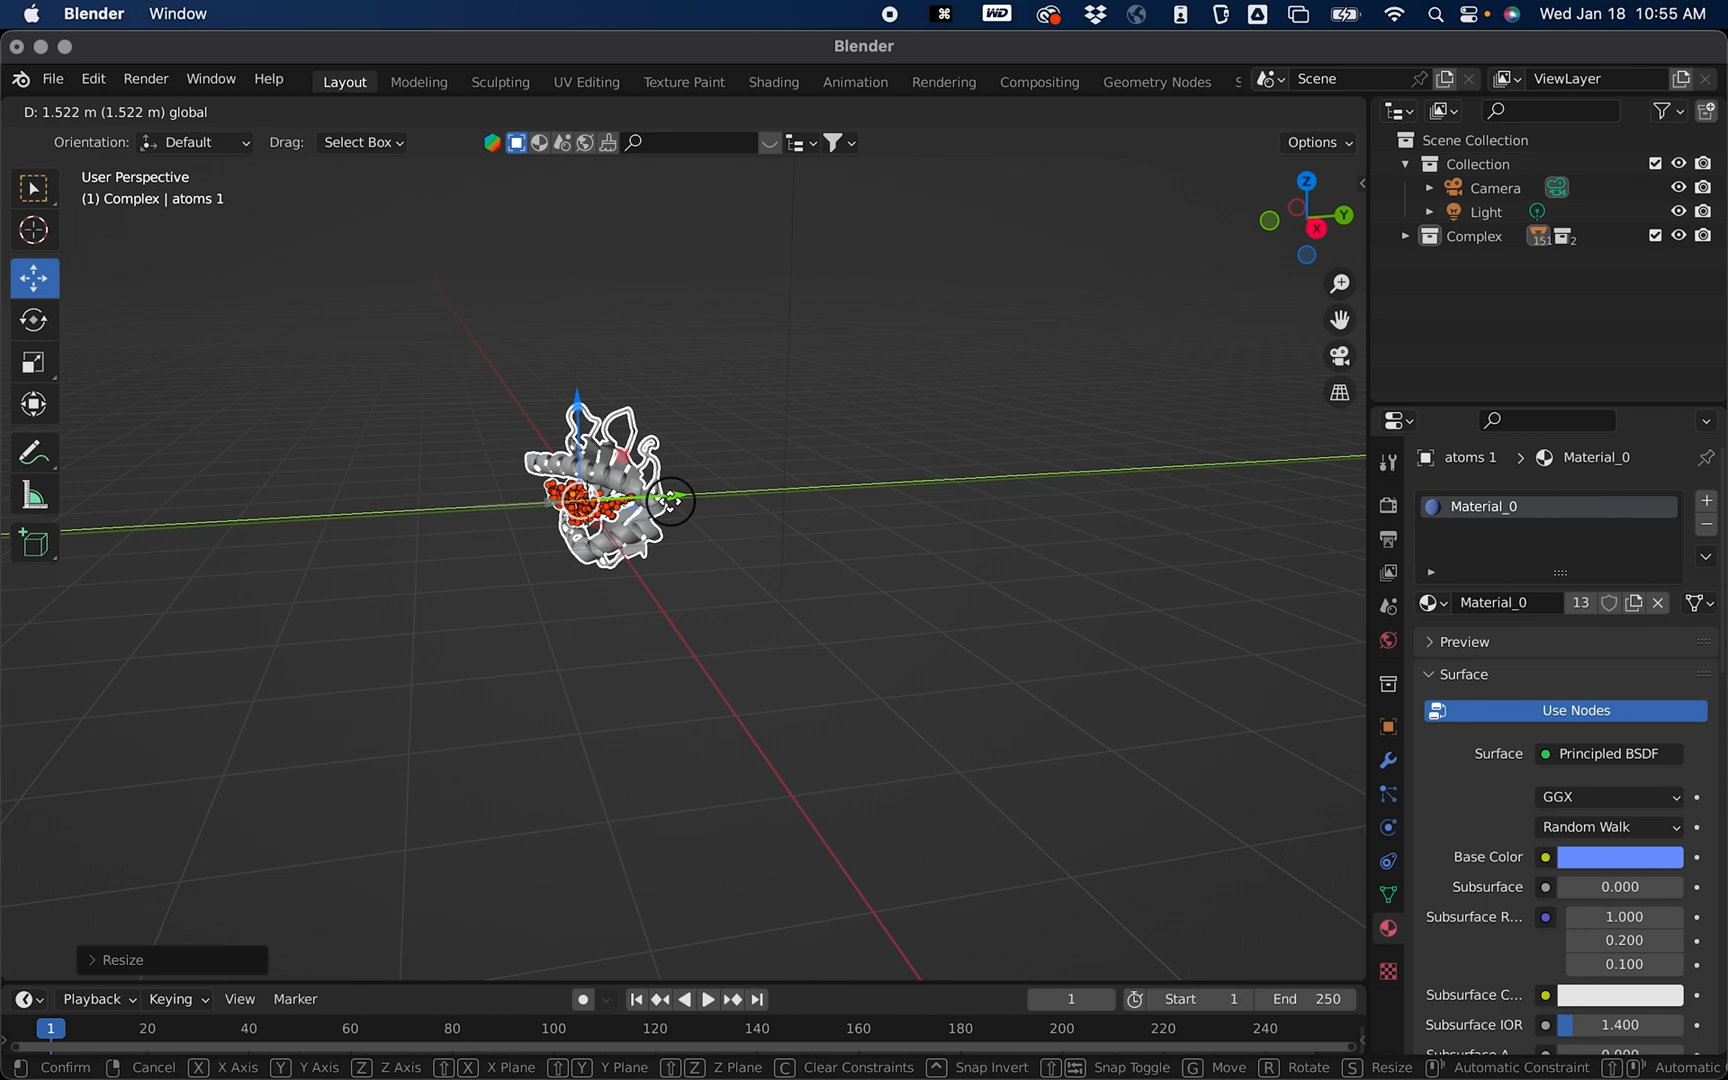 Blender Window WD Wed Jan 18 10:55 AM
Blender
File Edit Render Window Help Layout Modeling Sculpting UV Editing Texture Paint Shading Animation Rendering Compositing Geometry Nodes Scene ViewLayer
D: 1.522 m (1.522 m) global
Orientation: Default Drag: Select Box Options
User Perspective
(1) Complex | atoms 1
Z
Y
X
Scene Collection
Collection
Camera
Light
Complex 151 2
atoms 1 > Material_0
Material_0
Material_0 13
Preview
Surface
Use Nodes
Surface Principled BSDF
GGX
Random Walk
Base Color
Subsurface 0.000
Subsurface R... 1.000
0.200
0.100
Subsurface C...
Subsurface IOR 1.400
Resize
Playback Keying View Marker 1 Start 1 End 250
1 20 40 60 80 100 120 140 160 180 200 220 240
Confirm Cancel X X Axis Y Y Axis Z Z Axis X X Plane Y Y Plane Z Z Plane C Clear Constraints Snap Invert Snap Toggle G Move R Rotate S Resize Automatic Constraint Automatic